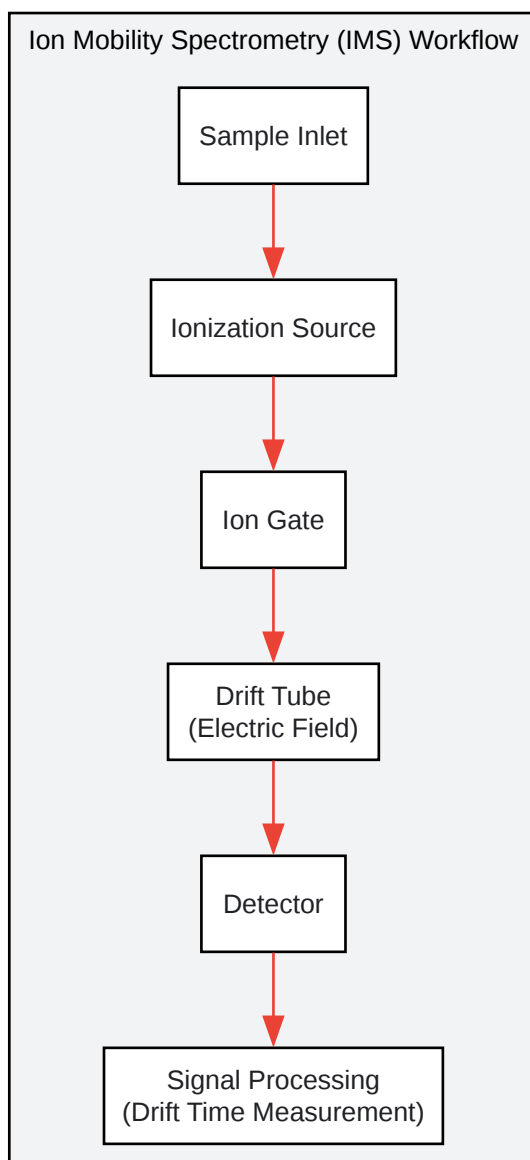 Ion Mobility Spectrometry (IMS) Workflow
Sample Inlet
Ionization Source
Ion Gate
Drift Tube
(Electric Field)
Detector
Signal Processing
(Drift Time Measurement)